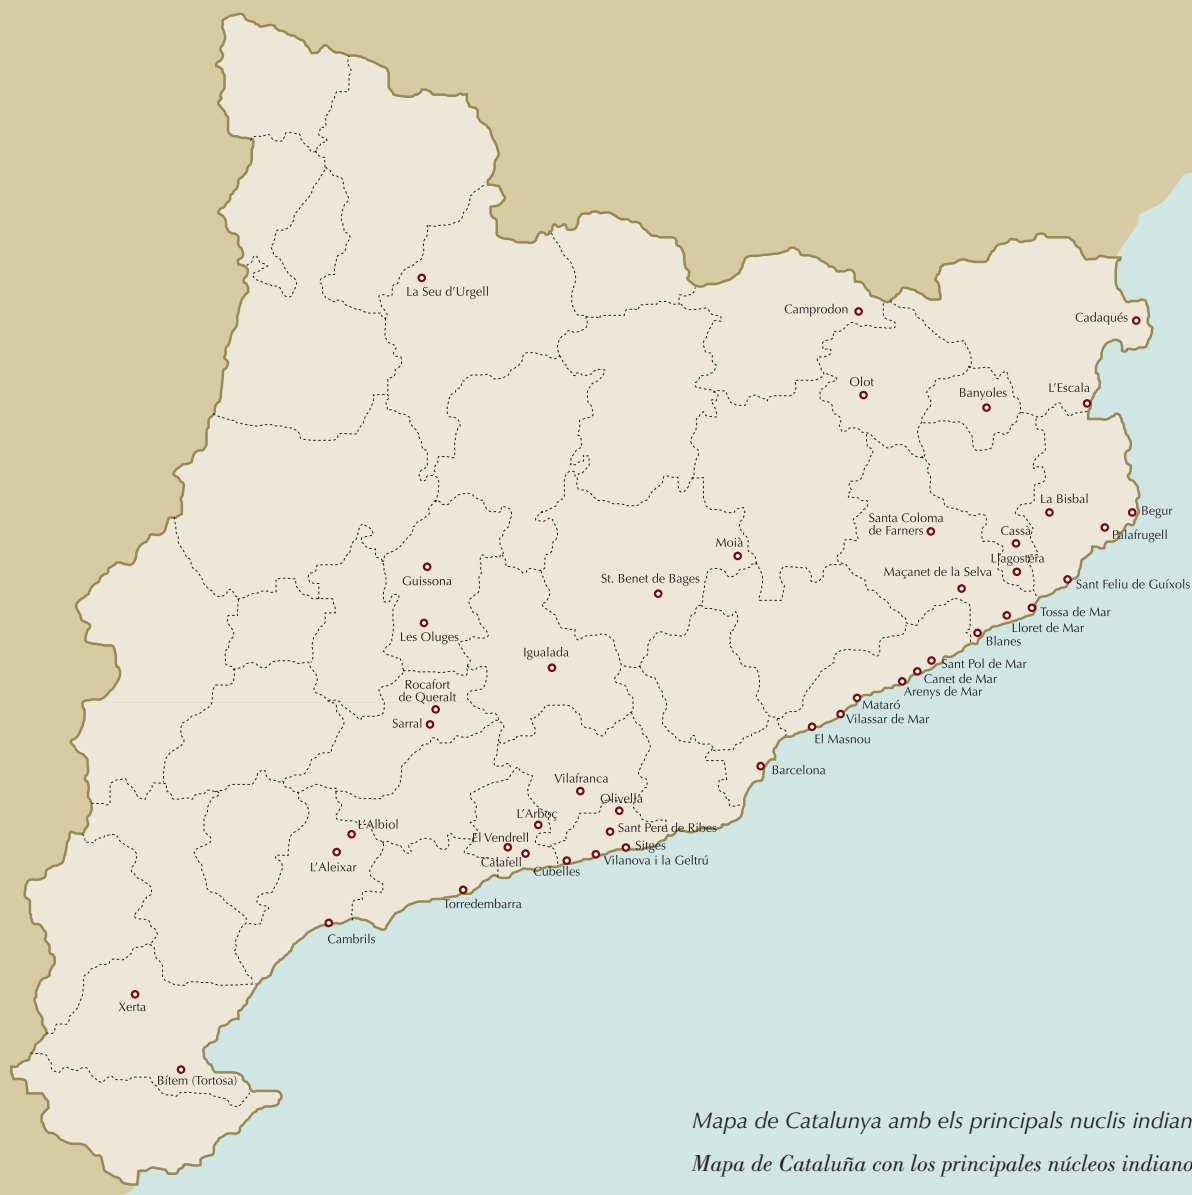 La Seu d'Urgell
Camprodon
Cadaqués
Olot
Banyoles
L'Escala
La Bisbal
Begur
Santa Coloma
de Farners
Cassà
Palafrugell
Moià
Llagostera
Guissona
St. Benet de Bages
Maçanet de la Selva
Sant Feliu de Guíxols
Tossa de Mar
Lloret de Mar
Les Oluges
Blanes
Igualada
Sant Pol de Mar
Canet de Mar
Arenys de Mar
Rocafort
de Queralt
Mataró
Sarral
Vilassar de Mar
El Masnou
Barcelona
Vilafranca
Olivella
L'Arboç
L'Albiol
Sant Pere de Ribes
El Vendrell
Sitges
Calafell
Vilanova i la Geltrú
L'Aleixar
Cubelles
Torredembarra
Cambrils
Xerta
Bítem (Tortosa)
Mapa de Catalunya amb els principals nuclis indian
Mapa de Cataluña con los principales núcleos indiano